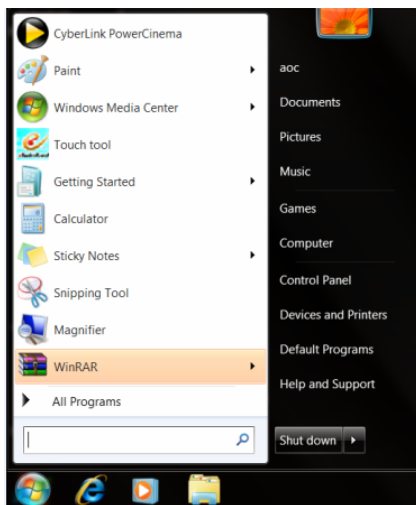 CyberLink PowerCinema
Paint
Windows Media Center
Touch tool
Getting Started
Calculator
Sticky Notes
Snipping Tool
Magnifier
WinRAR
All Programs
aoc
Documents
Pictures
Music
Games
Computer
Control Panel
Devices and Printers
Default Programs
Help and Support
Shut down